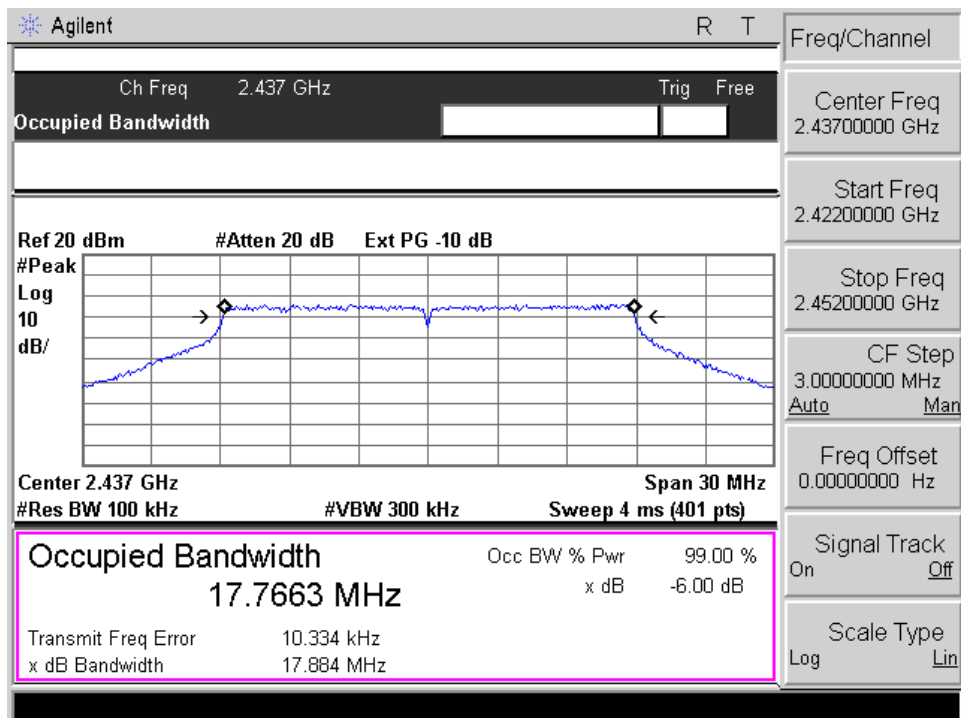 Agilent R T
Ch Freq 2.437 GHz Trig Free
Occupied Bandwidth
Ref 20 dBm #Atten 20 dB Ext PG -10 dB
#Peak
Log
10
dB/
Center 2.437 GHz Span 30 MHz
#Res BW 100 kHz #VBW 300 kHz Sweep 4 ms (401 pts)
Occupied Bandwidth Occ BW % Pwr 99.00 %
17.7663 MHz x dB -6.00 dB
Transmit Freq Error 10.334 kHz
x dB Bandwidth 17.884 MHz
Freq/Channel
Center Freq
2.43700000 GHz
Start Freq
2.42200000 GHz
Stop Freq
2.45200000 GHz
CF Step
3.00000000 MHz
Auto Man
Freq Offset
0.00000000 Hz
Signal Track
On Off
Scale Type
Log Lin